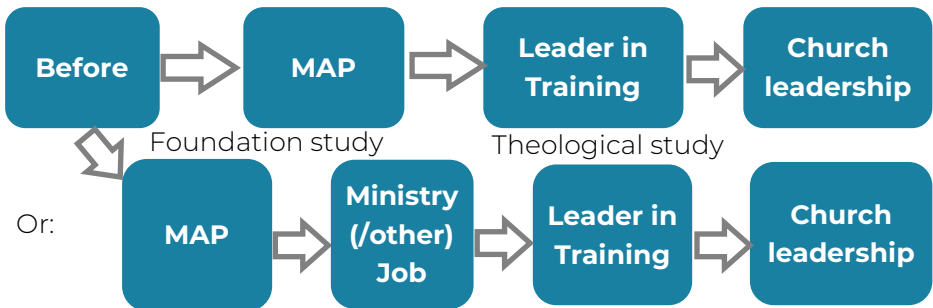 Before
MAP
Leader in
Training
Church
leadership
Foundation study
Theological study
Or:
MAP
Ministry
(/other)
Job
Leader in
Training
Church
leadership